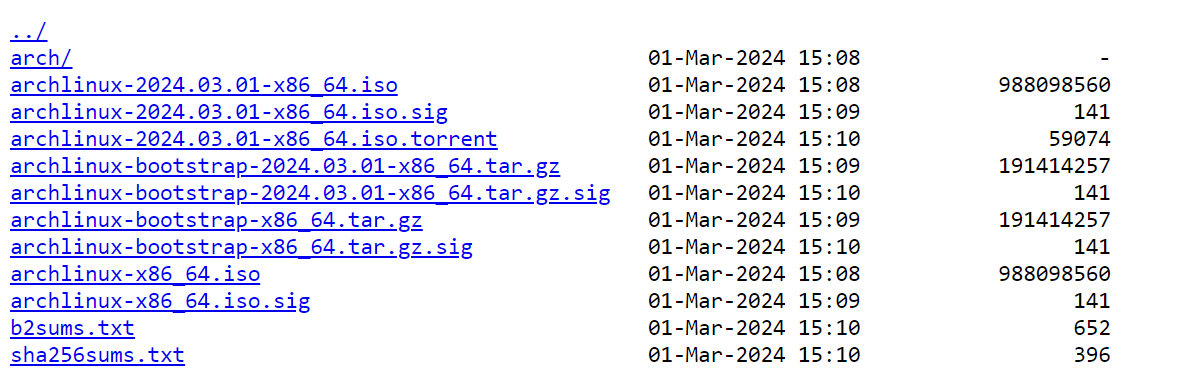 ../
arch/ 01-Mar-2024 15:08 -
archlinux-2024.03.01-x86_64.iso 01-Mar-2024 15:08 988098560
archlinux-2024.03.01-x86_64.iso.sig 01-Mar-2024 15:09 141
archlinux-2024.03.01-x86_64.iso.torrent 01-Mar-2024 15:10 59074
archlinux-bootstrap-2024.03.01-x86_64.tar.gz 01-Mar-2024 15:09 191414257
archlinux-bootstrap-2024.03.01-x86_64.tar.gz.sig 01-Mar-2024 15:10 141
archlinux-bootstrap-x86_64.tar.gz 01-Mar-2024 15:09 191414257
archlinux-bootstrap-x86_64.tar.gz.sig 01-Mar-2024 15:10 141
archlinux-x86_64.iso 01-Mar-2024 15:08 988098560
archlinux-x86_64.iso.sig 01-Mar-2024 15:09 141
b2sums.txt 01-Mar-2024 15:10 652
sha256sums.txt 01-Mar-2024 15:10 396